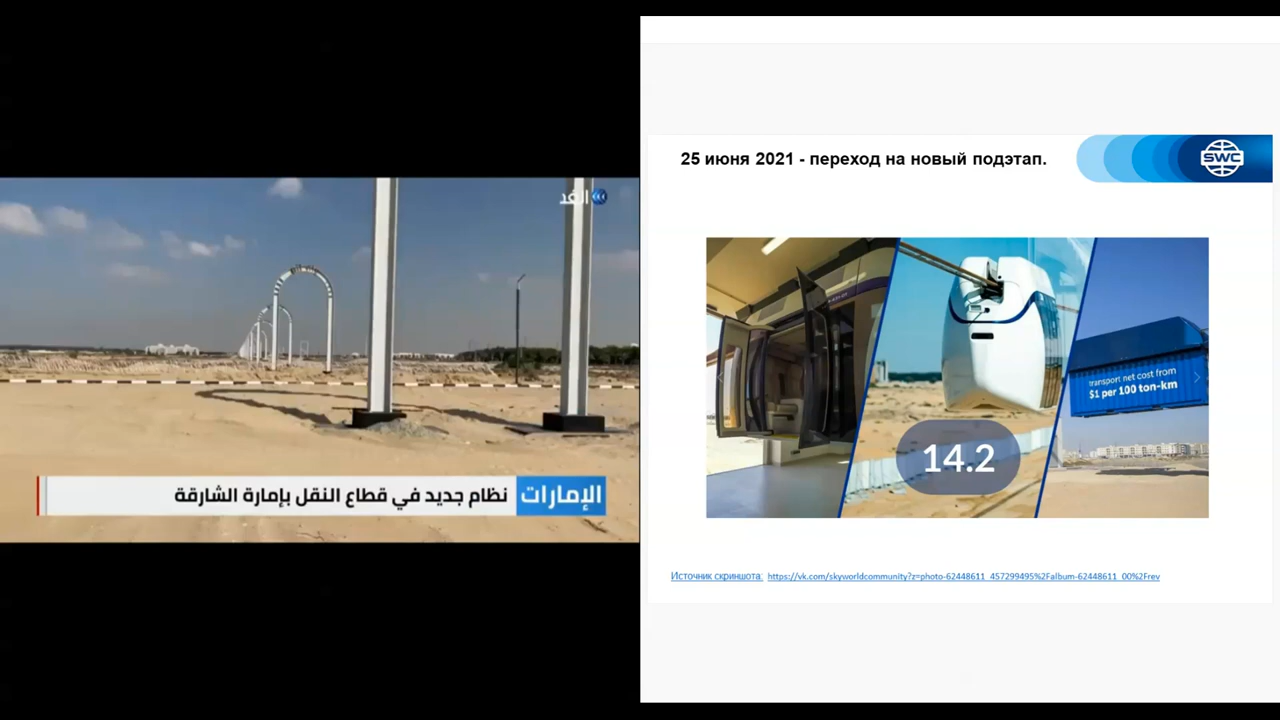 الغد
الإمارات نظام جديد في قطاع النقل بإمارة الشارقة
25 июня 2021 - переход на новый подэтап.
SWC
transport net cost from
$1 per 100 ton-km
14.2
Источник скриншота: https://vk.com/skyworldcommunity?z=photo-62448611_457299495%2Falbum-62448611_00%2Frev